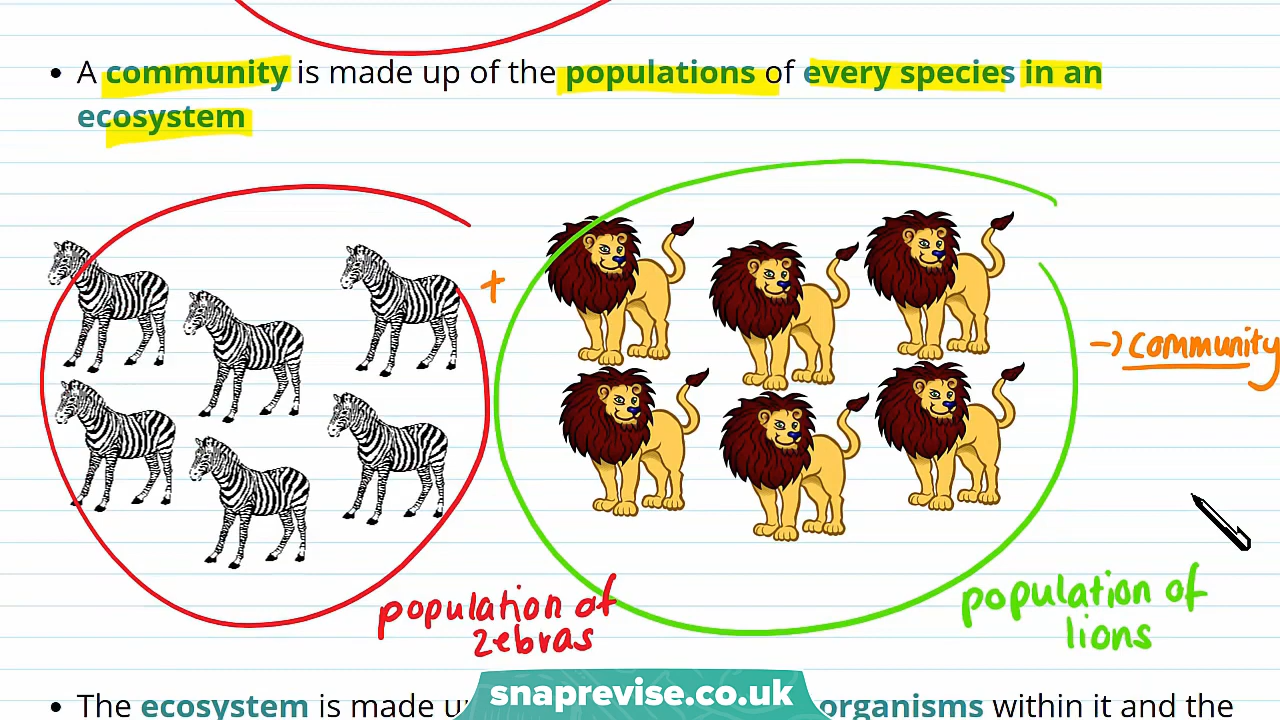 • A community is made up of the populations of every species in an
ecosystem
+
→ community
population of
zebras
population of
lions
• The ecosystem is made u
organisms within it and the
snaprevise.co.uk